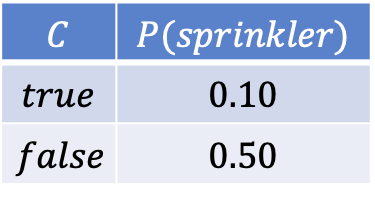 C P(sprinkler)
true 0.10
false 0.50